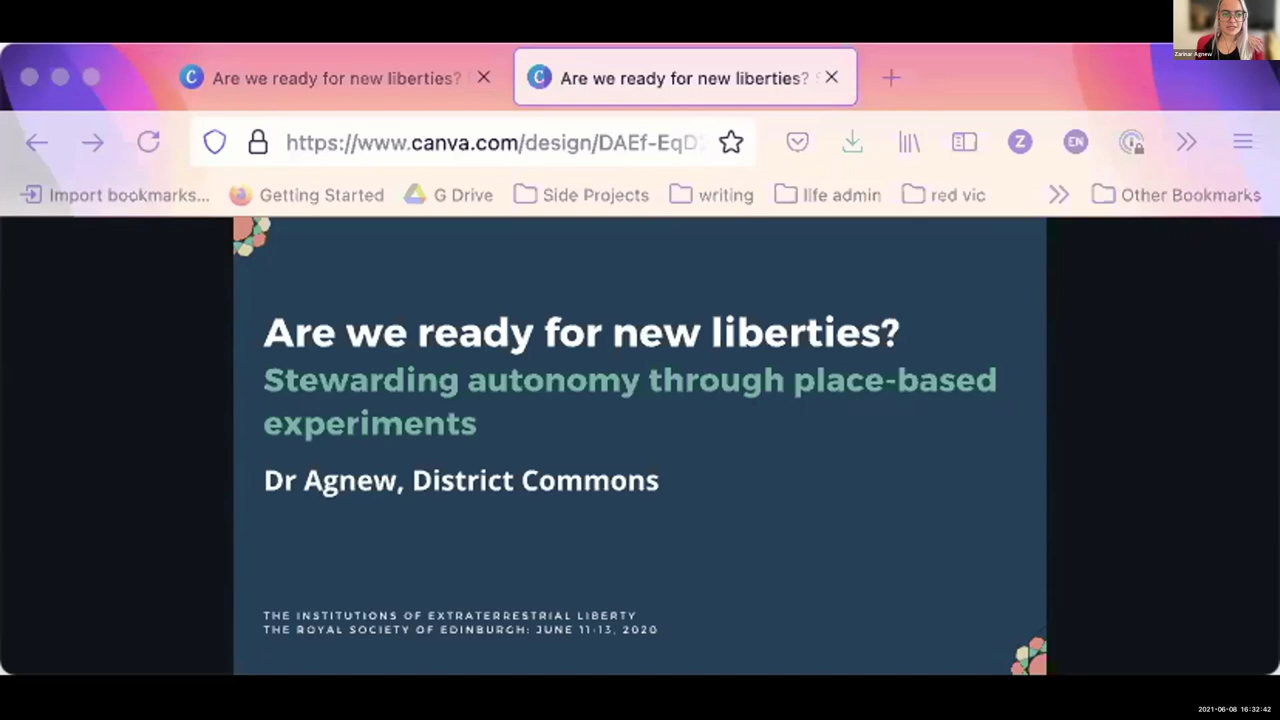 Zarinar Agnew
Are we ready for new liberties?
Are we ready for new liberties?
https://www.canva.com/design/DAEf-EqD
Z
EN
Import bookmarks...
Getting Started
G Drive
Side Projects
writing
life admin
red vic
Other Bookmarks
Are we ready for new liberties?
Stewarding autonomy through place-based
experiments
Dr Agnew, District Commons
THE INSTITUTIONS OF EXTRATERRESTRIAL LIBERTY
THE ROYAL SOCIETY OF EDINBURGH: JUNE 11-13, 2020
2021-06-08 16:32:42